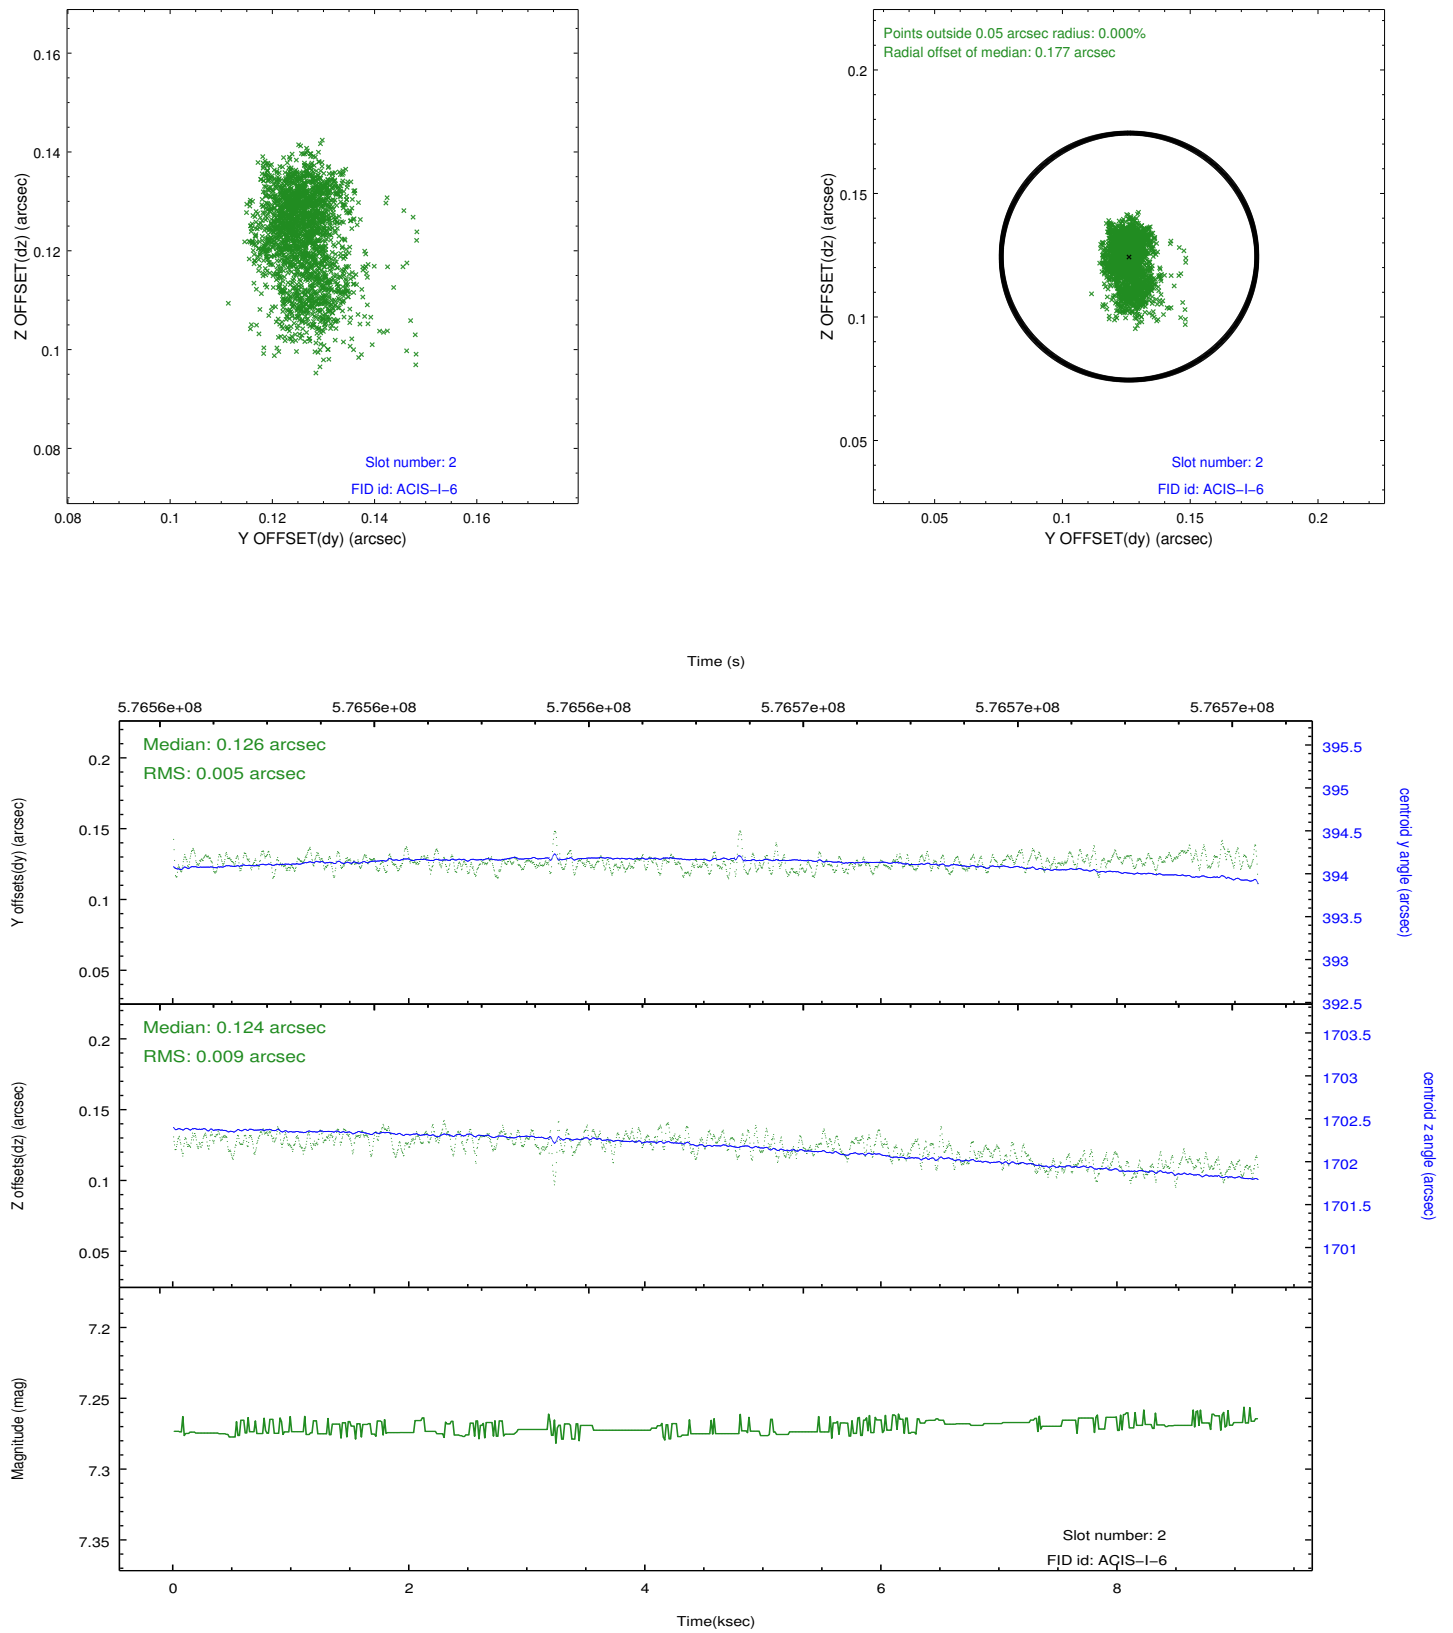 0.16
0.14
0.12
0.1
0.08
Z OFFSET(dz) (arcsec)
Slot number: 2
FID id: ACIS-I-6
0.08 0.1 0.12 0.14 0.16
Y OFFSET(dy) (arcsec)
Points outside 0.05 arcsec radius: 0.000%
Radial offset of median: 0.177 arcsec
0.2
0.15
0.1
0.05
Z OFFSET(dz) (arcsec)
Slot number: 2
FID id: ACIS-I-6
0.05 0.1 0.15 0.2
Y OFFSET(dy) (arcsec)
Time (s)
5.7656e+08 5.7656e+08 5.7656e+08 5.7657e+08 5.7657e+08 5.7657e+08
Median: 0.126 arcsec
RMS: 0.005 arcsec
0.2
0.15
0.1
0.05
Y offsets(dy) (arcsec)
395.5
395
394.5
394
393.5
393
392.5
centroid y angle (arcsec)
Median: 0.124 arcsec
RMS: 0.009 arcsec
0.2
0.15
0.1
0.05
Z offsets(dz) (arcsec)
1703.5
1703
1702.5
1702
1701.5
1701
centroid z angle (arcsec)
7.2
7.25
7.3
7.35
Magnitude (mag)
Slot number: 2
FID id: ACIS-I-6
0 2 4 6 8
Time(ksec)